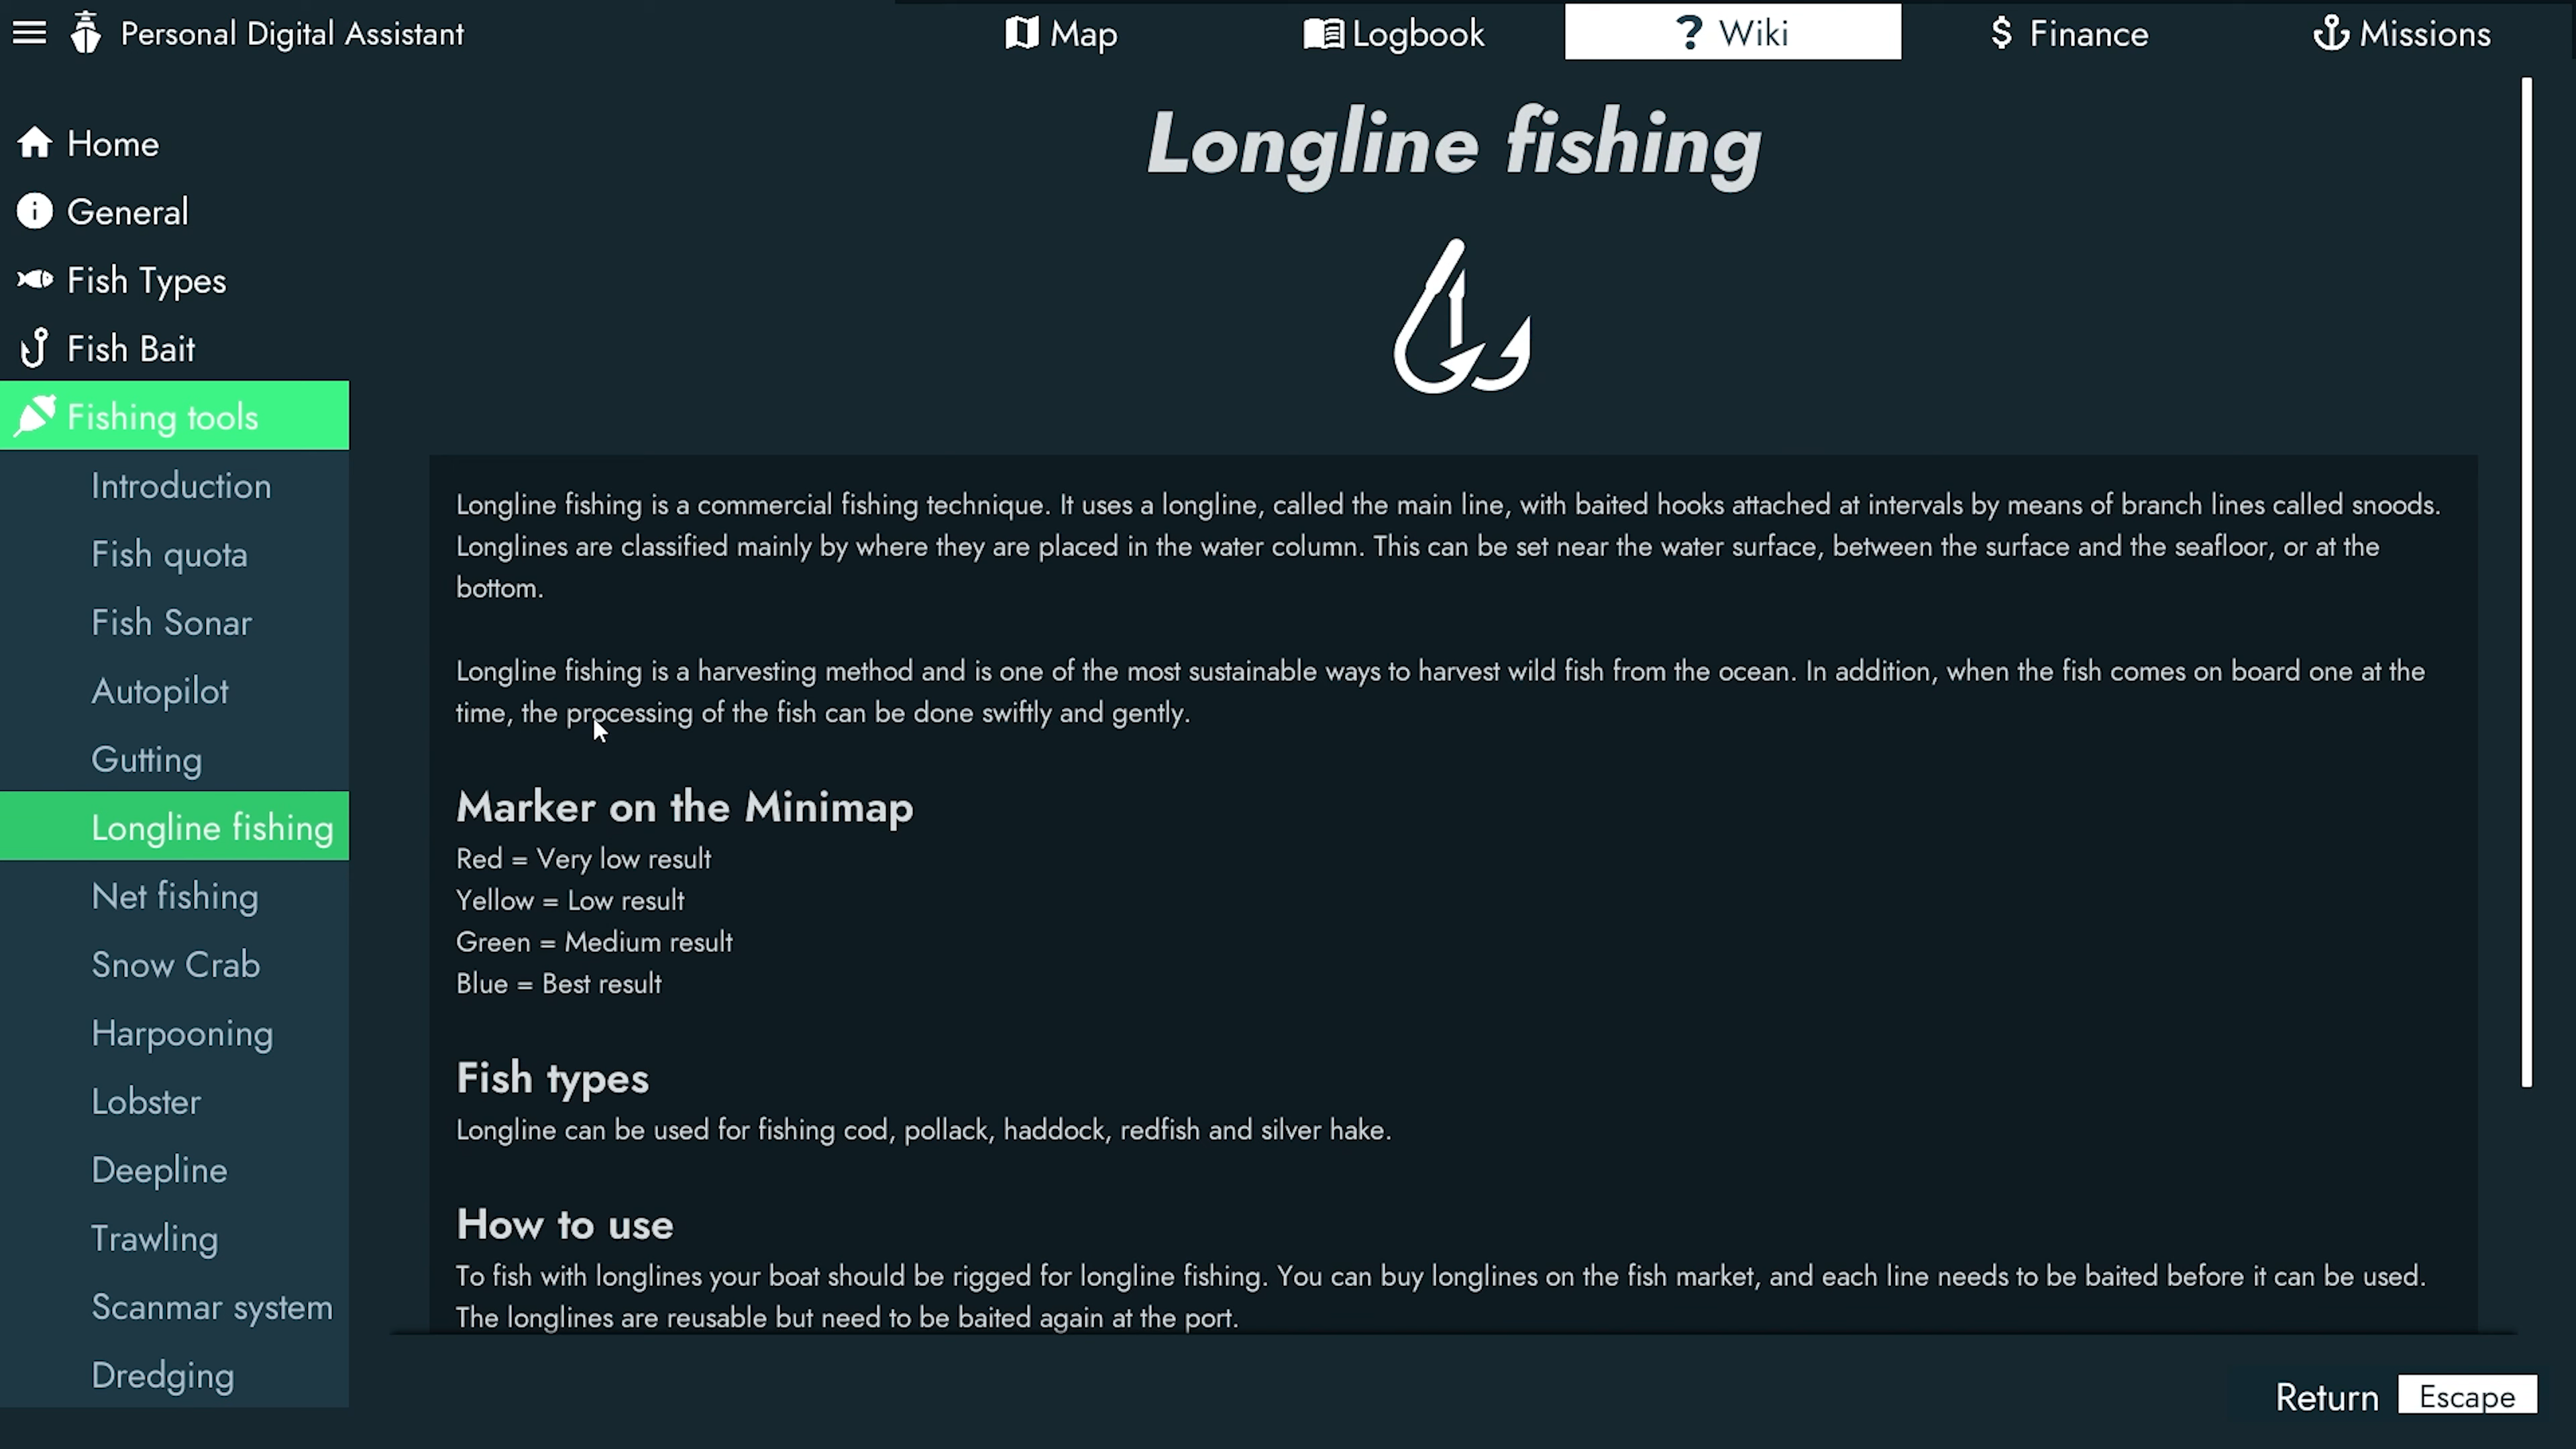 Personal Digital Assistant
Map
Logbook
? Wiki
$ Finance
Missions
Home
General
Fish Types
Fish Bait
Fishing tools
Introduction
Fish quota
Fish Sonar
Autopilot
Gutting
Longline fishing
Net fishing
Snow Crab
Harpooning
Lobster
Deepline
Trawling
Scanmar system
Dredging
Longline fishing
Longline fishing is a commercial fishing technique. It uses a longline, called the main line, with baited hooks attached at intervals by means of branch lines called snoods.
Longlines are classified mainly by where they are placed in the water column. This can be set near the water surface, between the surface and the seafloor, or at the
bottom.
Longline fishing is a harvesting method and is one of the most sustainable ways to harvest wild fish from the ocean. In addition, when the fish comes on board one at the
time, the processing of the fish can be done swiftly and gently.
Marker on the Minimap
Red = Very low result
Yellow = Low result
Green = Medium result
Blue = Best result
Fish types
Longline can be used for fishing cod, pollack, haddock, redfish and silver hake.
How to use
To fish with longlines your boat should be rigged for longline fishing. You can buy longlines on the fish market, and each line needs to be baited before it can be used.
The longlines are reusable but need to be baited again at the port.
Return Escape